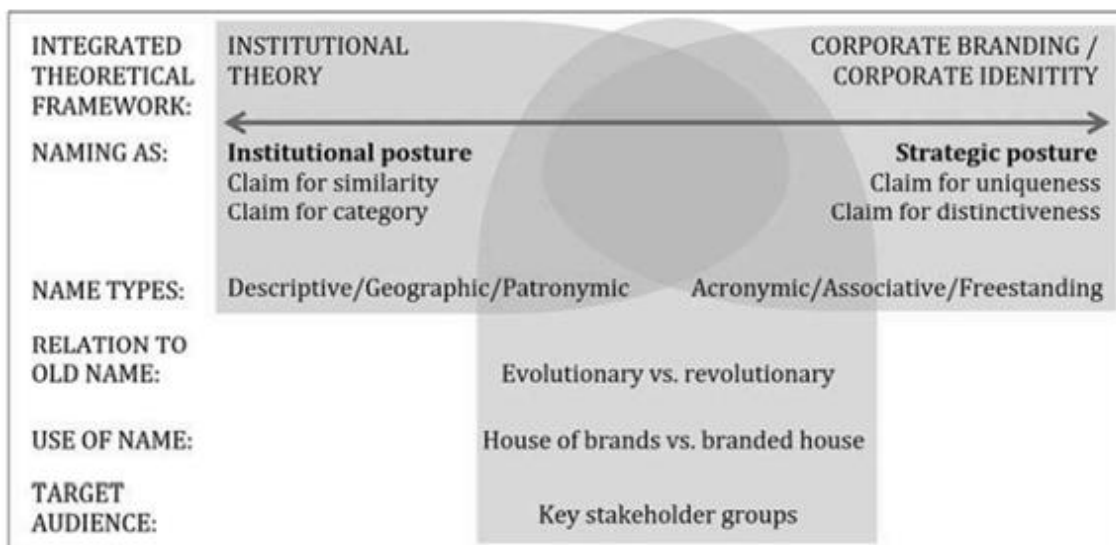 INTEGRATED
THEORETICAL
FRAMEWORK:
INSTITUTIONAL
THEORY
CORPORATE BRANDING /
CORPORATE IDENITITY
NAMING AS:
Institutional posture
Claim for similarity
Claim for category
Strategic posture
Claim for uniqueness
Claim for distinctiveness
NAME TYPES:
Descriptive/Geographic/Patronymic
Acronymic/Associative/Freestanding
RELATION TO
OLD NAME:
Evolutionary vs. revolutionary
USE OF NAME:
House of brands vs. branded house
TARGET
AUDIENCE:
Key stakeholder groups